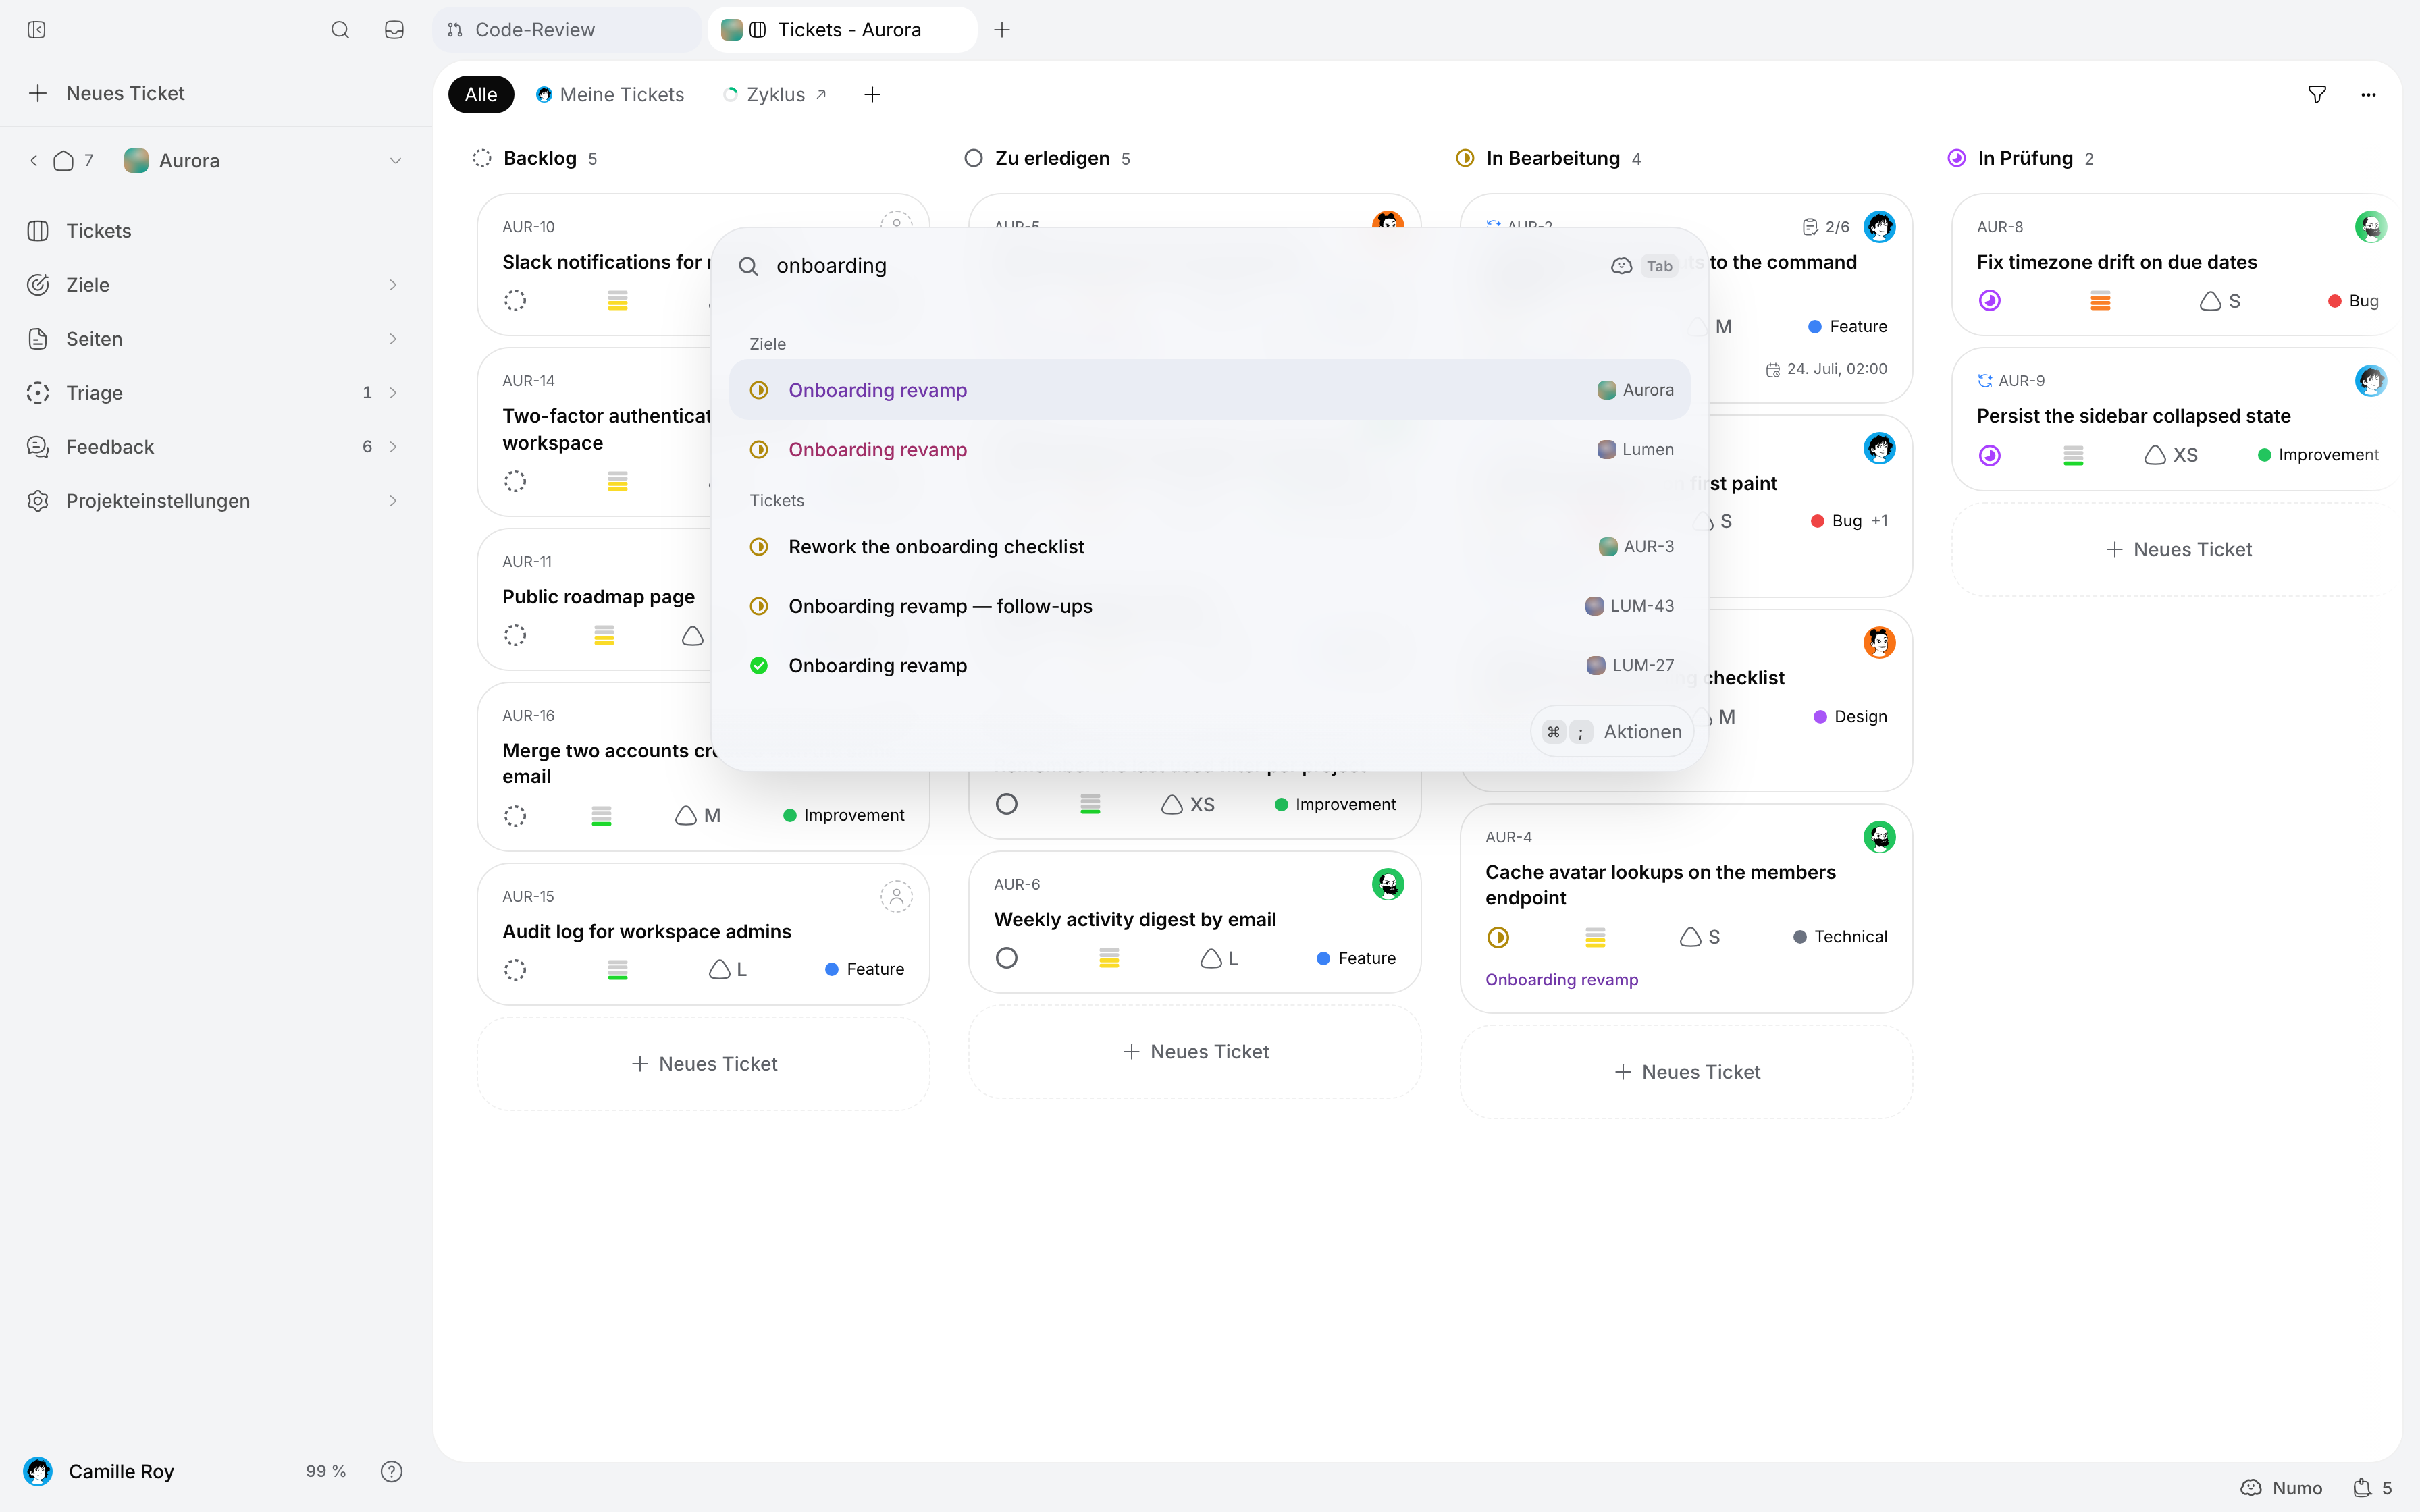 Code-Review
Tickets - Aurora
Neues Ticket
7
Aurora
Tickets
Ziele
Seiten
Triage 1
Feedback 6
Projekteinstellungen
Camille Roy
99 %
Alle
Meine Tickets
Zyklus
Backlog 5
AUR-10
Slack notifications for
AUR-14
workspace
AUR-11
Public roadmap page
AUR-16
Merge two accounts
email
M
Improvement
AUR-15
Audit log for workspace admins
L
Feature
Neues Ticket
Zu erledigen 5
AUR-5
XS
Improvement
AUR-6
Weekly activity digest by email
L
Feature
Neues Ticket
In Bearbeitung 4
AUR-2
2/6
to the command
M
Feature
24. Juli, 02:00
first paint
S
Bug +1
checklist
M
Design
AUR-4
Cache avatar lookups on the members
endpoint
S
Technical
Onboarding revamp
Neues Ticket
In Prüfung 2
AUR-8
Fix timezone drift on due dates
S
Bug
AUR-9
Persist the sidebar collapsed state
XS
Improvement
Neues Ticket
onboarding
Tab
Ziele
Onboarding revamp
Aurora
Onboarding revamp
Lumen
Tickets
Rework the onboarding checklist
AUR-3
Onboarding revamp — follow-ups
LUM-43
Onboarding revamp
LUM-27
⌘ ; Aktionen
Numo
5